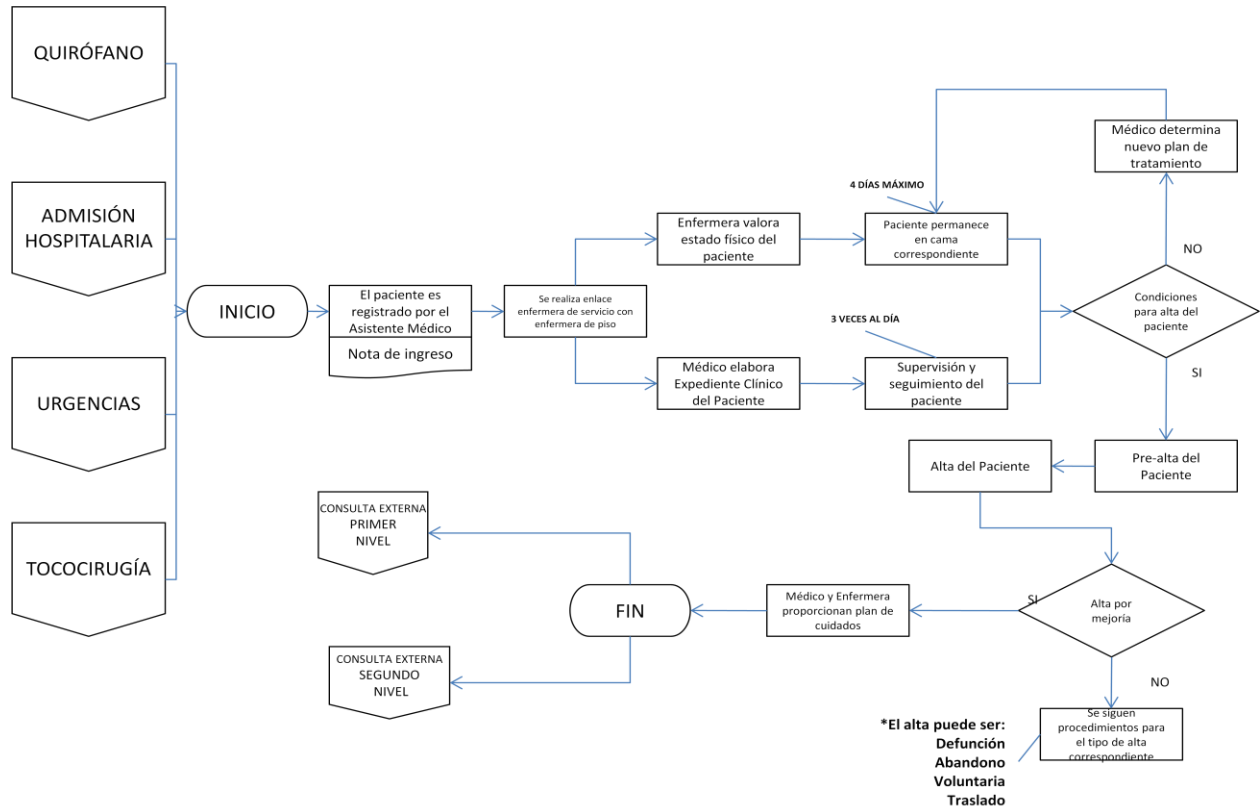 QUIRÓFANO
ADMISIÓN
HOSPITALARIA
URGENCIAS
TOCOCIRUGÍA
INICIO
El paciente es
registrado por el
Asistente Médico
Nota de ingreso
Se realiza enlace
enfermera de servicio con
enfermera de piso
Enfermera valora
estado físico del
paciente
4 DÍAS MÁXIMO
Paciente permanece
en cama
correspondiente
Médico elabora
Expediente Clínico
del Paciente
3 VECES AL DÍA
Supervisión y
seguimiento del
paciente
Médico determina
nuevo plan de
tratamiento
NO
Condiciones
para alta del
paciente
SI
Pre-alta del
Paciente
Alta del Paciente
Alta por
mejoría
SI
Médico y Enfermera
proporcionan plan de
cuidados
FIN
CONSULTA EXTERNA
PRIMER
NIVEL
CONSULTA EXTERNA
SEGUNDO
NIVEL
NO
Se siguen
procedimientos para
el tipo de alta
correspondiente
*El alta puede ser:
Defunción
Abandono
Voluntaria
Traslado